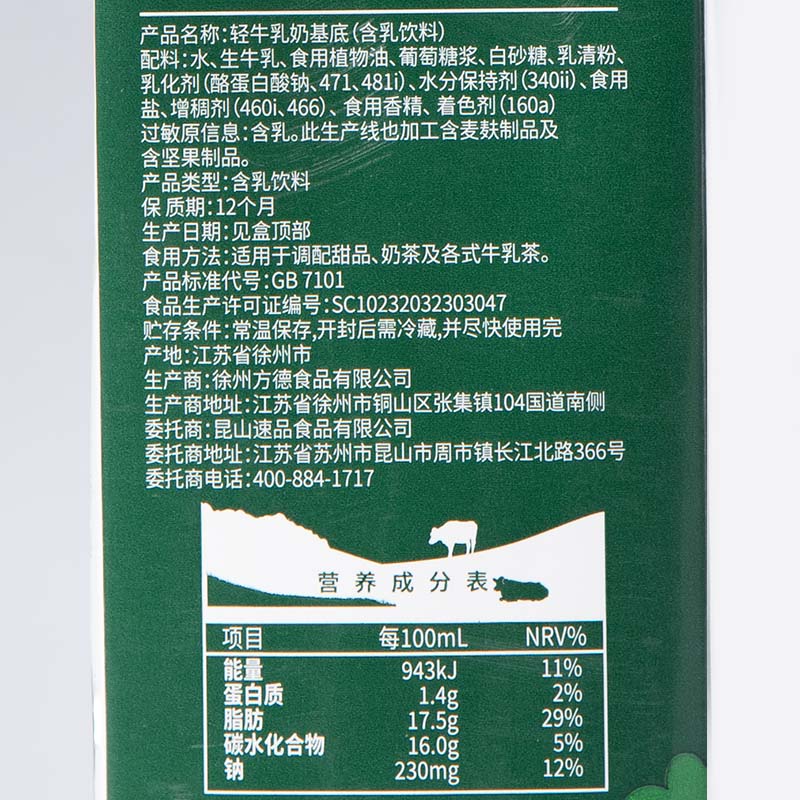 产品名称:轻牛乳奶基底(含乳饮料)
配料:水、生牛乳、食用植物油、葡萄糖浆、白砂糖、乳清粉、
乳化剂(酪蛋白酸钠、471、481i)、水分保持剂(340ii)、食用
盐、增稠剂(460i、466)、食用香精、着色剂(160a)
过敏原信息:含乳。此生产线也加工含麦麸制品及
含坚果制品。
产品类型:含乳饮料
保质期:12个月
生产日期:见盒顶部
食用方法:适用于调配甜品、奶茶及各式牛乳茶。
产品标准代号:GB 7101
食品生产许可证编号:SC10232032303047
贮存条件:常温保存,开封后需冷藏,并尽快使用完
产地:江苏省徐州市
生产商:徐州方德食品有限公司
生产商地址:江苏省徐州市铜山区张集镇104国道南侧
委托商:昆山速品食品有限公司
委托商地址:江苏省苏州市昆山市周市镇长江北路366号
委托商电话:400-884-1717
营养成分表
项目 每100mL NRV%
能量 943kJ 11%
蛋白质 1.4g 2%
脂肪 17.5g 29%
碳水化合物 16.0g 5%
钠 230mg 12%